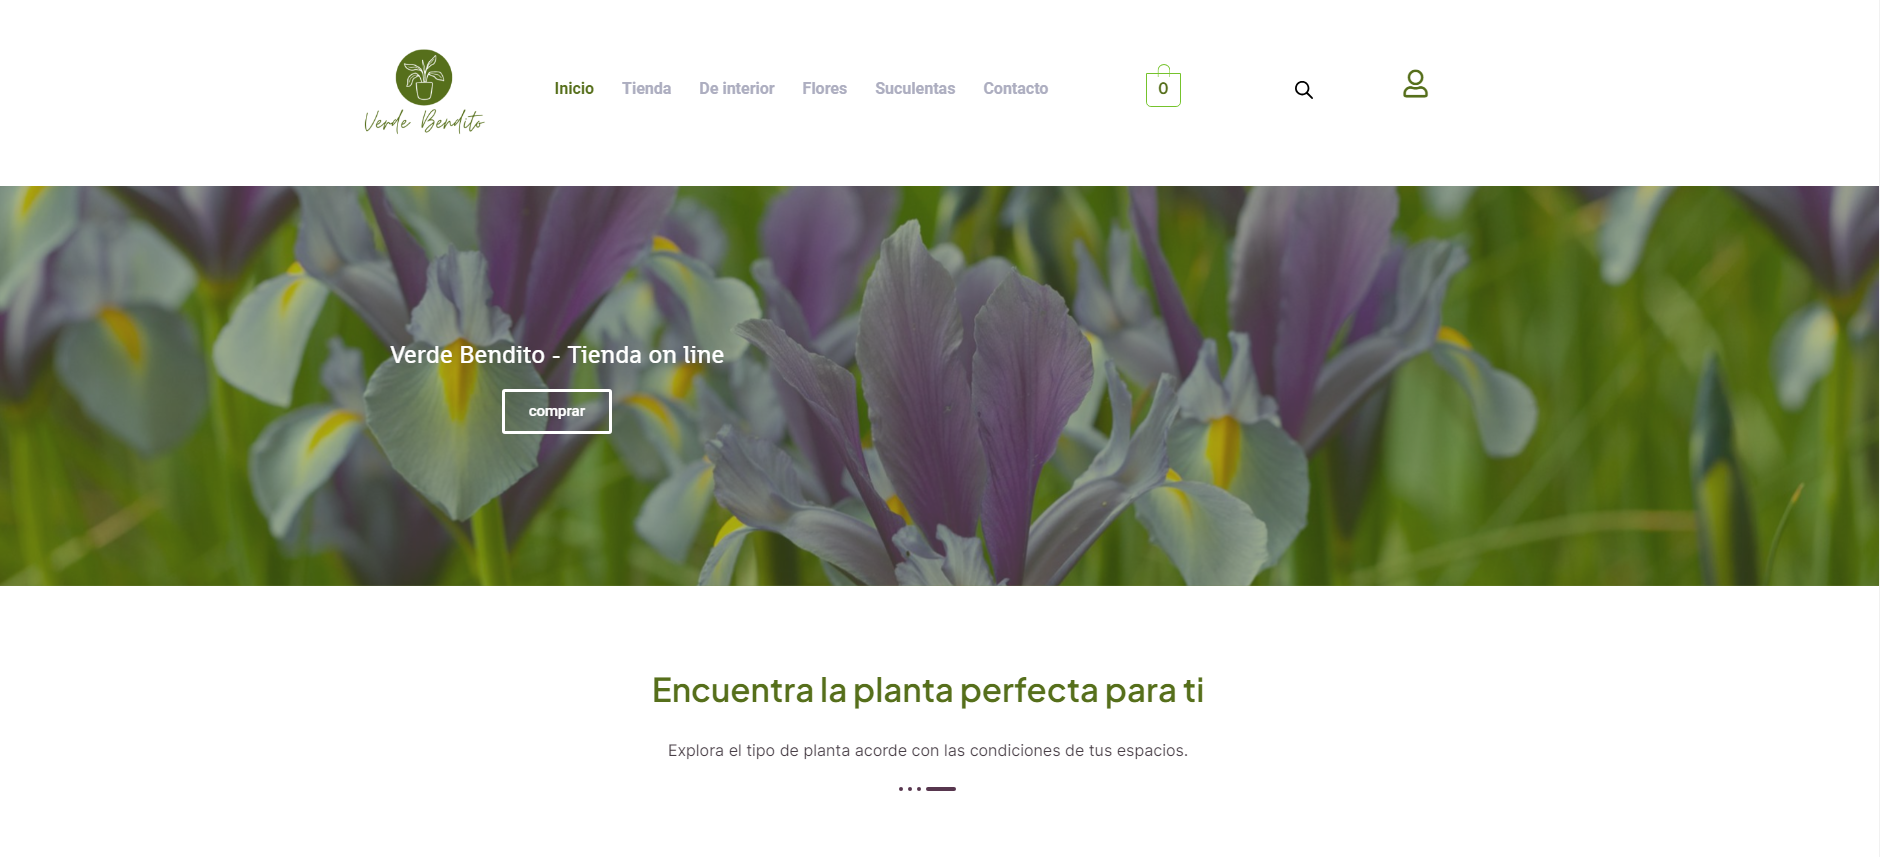 Verde Bendito
Inicio Tienda De interior Flores Suculentas Contacto 0
Verde Bendito - Tienda on line
comprar
Encuentra la planta perfecta para ti
Explora el tipo de planta acorde con las condiciones de tus espacios.